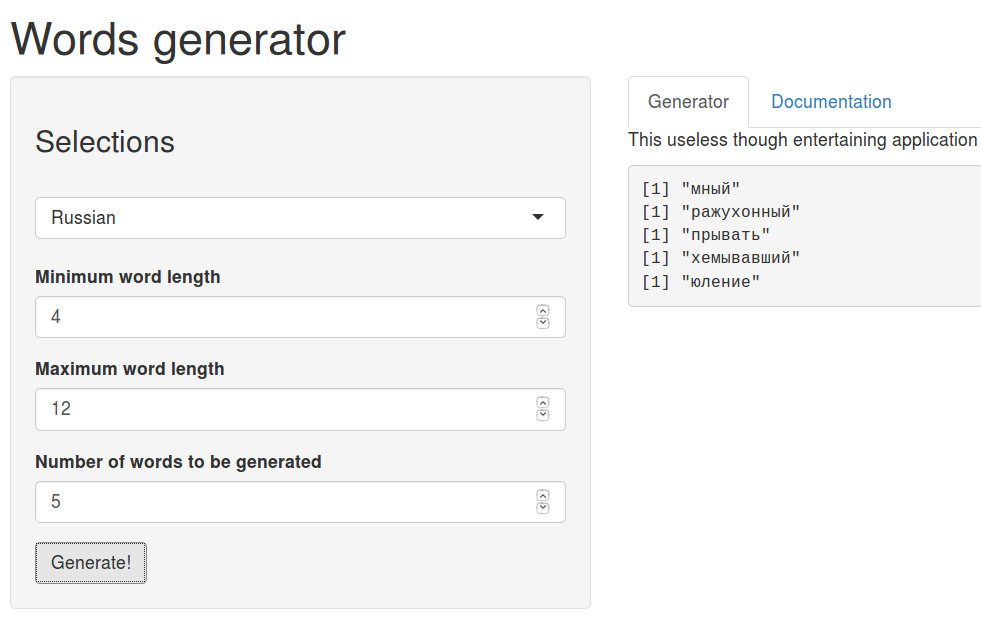 Words generator
Selections
Russian
Minimum word length
4
Maximum word length
12
Number of words to be generated
5
Generate!
Generator
Documentation
This useless though entertaining application
[1] "мный"
[1] "ражухонный"
[1] "прывать"
[1] "хемывавший"
[1] "юление"